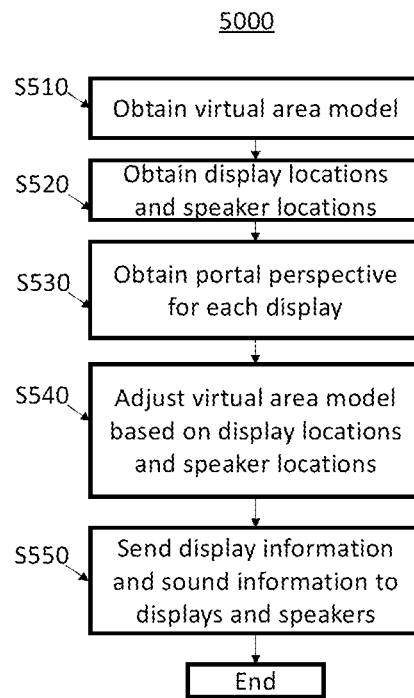 5000
S510
Obtain virtual area model
S520
Obtain display locations
and speaker locations
S530
Obtain portal perspective
for each display
S540
Adjust virtual area model
based on display locations
and speaker locations
S550
Send display information
and sound information to
displays and speakers
End